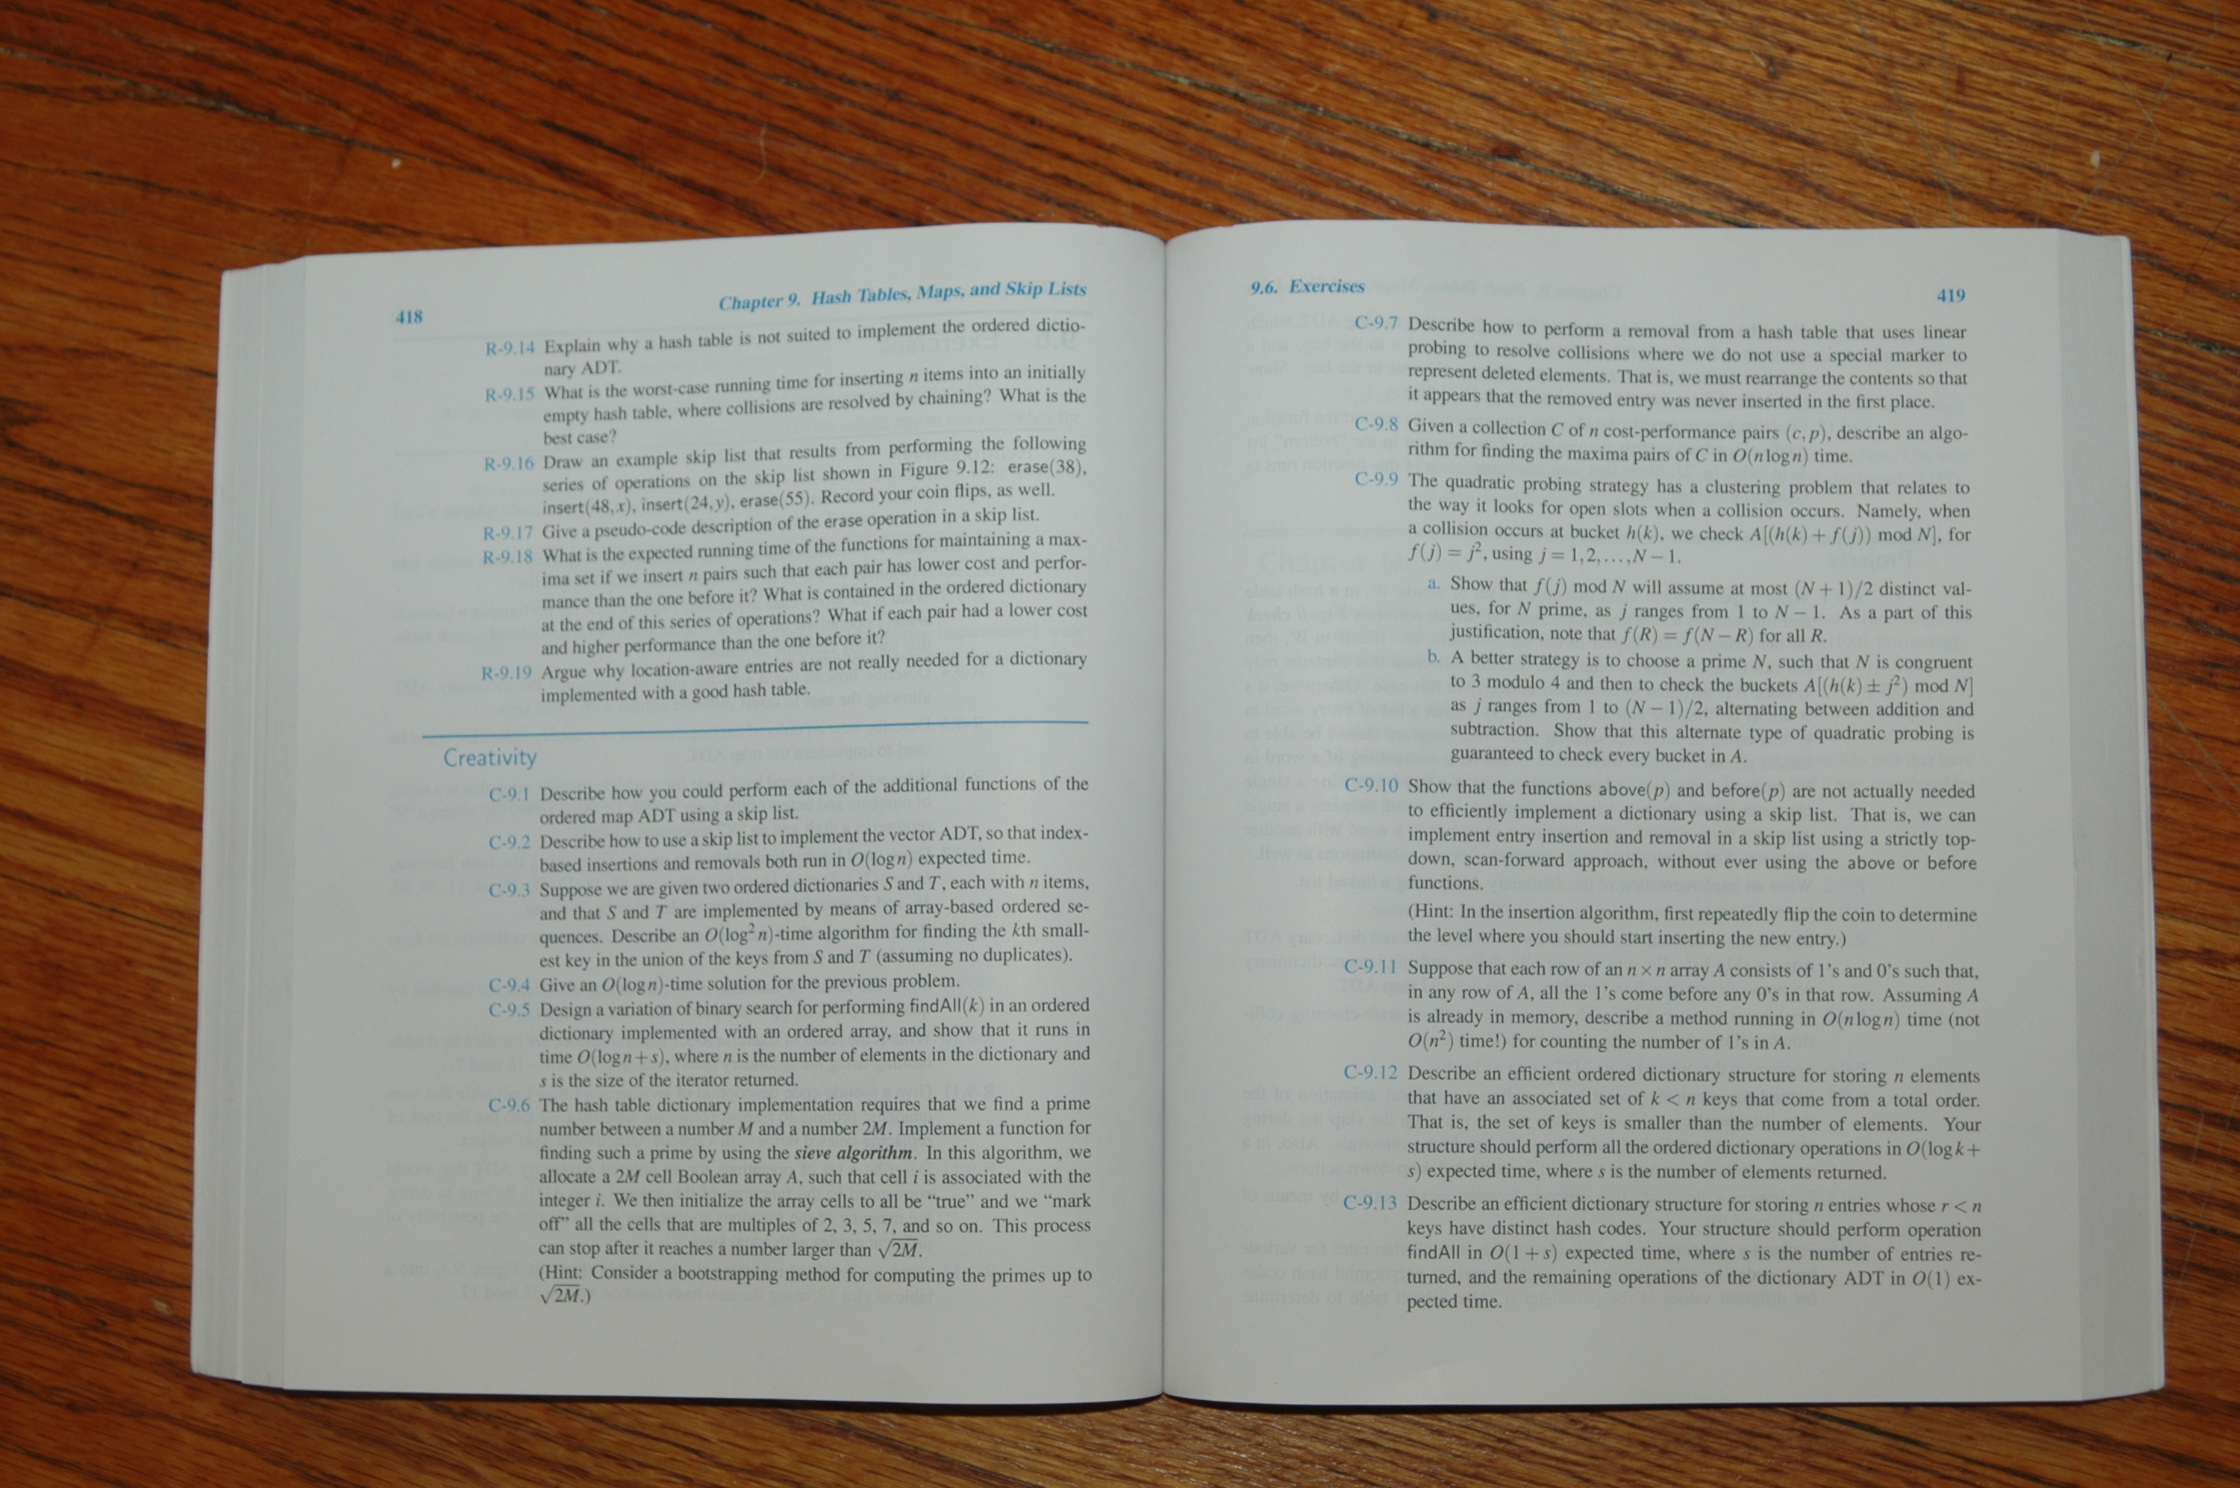 418
Chapter 9. Hash Tables, Maps, and Skip Lists
R-9.14 Explain why a hash table is not suited to implement the ordered dictio-
nary ADT.
R-9.15 What is the worst-case running time for inserting n items into an initially
empty hash table, where collisions are resolved by chaining? What is the
best case?
R-9.16 Draw an example skip list that results from performing the following
series of operations on the skip list shown in Figure 9.12: erase(38),
insert(48,x), insert(24,y), erase(55). Record your coin flips, as well.
R-9.17 Give a pseudo-code description of the erase operation in a skip list.
R-9.18 What is the expected running time of the functions for maintaining a max-
ima set if we insert n pairs such that each pair has lower cost and perfor-
mance than the one before it? What is contained in the ordered dictionary
at the end of this series of operations? What if each pair had a lower cost
and higher performance than the one before it?
R-9.19 Argue why location-aware entries are not really needed for a dictionary
implemented with a good hash table.
Creativity
C-9.1 Describe how you could perform each of the additional functions of the
ordered map ADT using a skip list.
C-9.2 Describe how to use a skip list to implement the vector ADT, so that index-
based insertions and removals both run in O(log n) expected time.
C-9.3 Suppose we are given two ordered dictionaries S and T, each with n items,
and that S and T are implemented by means of array-based ordered se-
quences. Describe an O(log² n)-time algorithm for finding the kth small-
est key in the union of the keys from S and T (assuming no duplicates).
C-9.4 Give an O(log n)-time solution for the previous problem.
C-9.5 Design a variation of binary search for performing findAll(k) in an ordered
dictionary implemented with an ordered array, and show that it runs in
time O(log n + s), where n is the number of elements in the dictionary and
s is the size of the iterator returned.
C-9.6 The hash table dictionary implementation requires that we find a prime
number between a number M and a number 2M. Implement a function for
finding such a prime by using the sieve algorithm. In this algorithm, we
allocate a 2M cell Boolean array A, such that cell i is associated with the
integer i. We then initialize the array cells to all be “true” and we “mark
off” all the cells that are multiples of 2, 3, 5, 7, and so on. This process
can stop after it reaches a number larger than √2M.
(Hint: Consider a bootstrapping method for computing the primes up to
√2M.)
9.6. Exercises
419
C-9.7 Describe how to perform a removal from a hash table that uses linear
probing to resolve collisions where we do not use a special marker to
represent deleted elements. That is, we must rearrange the contents so that
it appears that the removed entry was never inserted in the first place.
C-9.8 Given a collection C of n cost-performance pairs (c, p), describe an algo-
rithm for finding the maxima pairs of C in O(n log n) time.
C-9.9 The quadratic probing strategy has a clustering problem that relates to
the way it looks for open slots when a collision occurs. Namely, when
a collision occurs at bucket h(k), we check A[(h(k) + f(j)) mod N], for
f(j) = j², using j = 1, 2, . . . , N − 1.
a. Show that f(j) mod N will assume at most (N + 1)/2 distinct val-
ues, for N prime, as j ranges from 1 to N − 1. As a part of this
justification, note that f(R) = f(N − R) for all R.
b. A better strategy is to choose a prime N, such that N is congruent
to 3 modulo 4 and then to check the buckets A[(h(k) ± j²) mod N]
as j ranges from 1 to (N − 1)/2, alternating between addition and
subtraction. Show that this alternate type of quadratic probing is
guaranteed to check every bucket in A.
C-9.10 Show that the functions above(p) and before(p) are not actually needed
to efficiently implement a dictionary using a skip list. That is, we can
implement entry insertion and removal in a skip list using a strictly top-
down, scan-forward approach, without ever using the above or before
functions.
(Hint: In the insertion algorithm, first repeatedly flip the coin to determine
the level where you should start inserting the new entry.)
C-9.11 Suppose that each row of an n × n array A consists of 1’s and 0’s such that,
in any row of A, all the 1’s come before any 0’s in that row. Assuming A
is already in memory, describe a method running in O(n log n) time (not
O(n²) time!) for counting the number of 1’s in A.
C-9.12 Describe an efficient ordered dictionary structure for storing n elements
that have an associated set of k < n keys that come from a total order.
That is, the set of keys is smaller than the number of elements. Your
structure should perform all the ordered dictionary operations in O(log k +
s) expected time, where s is the number of elements returned.
C-9.13 Describe an efficient dictionary structure for storing n entries whose r < n
keys have distinct hash codes. Your structure should perform operation
findAll in O(1 + s) expected time, where s is the number of entries re-
turned, and the remaining operations of the dictionary ADT in O(1) ex-
pected time.